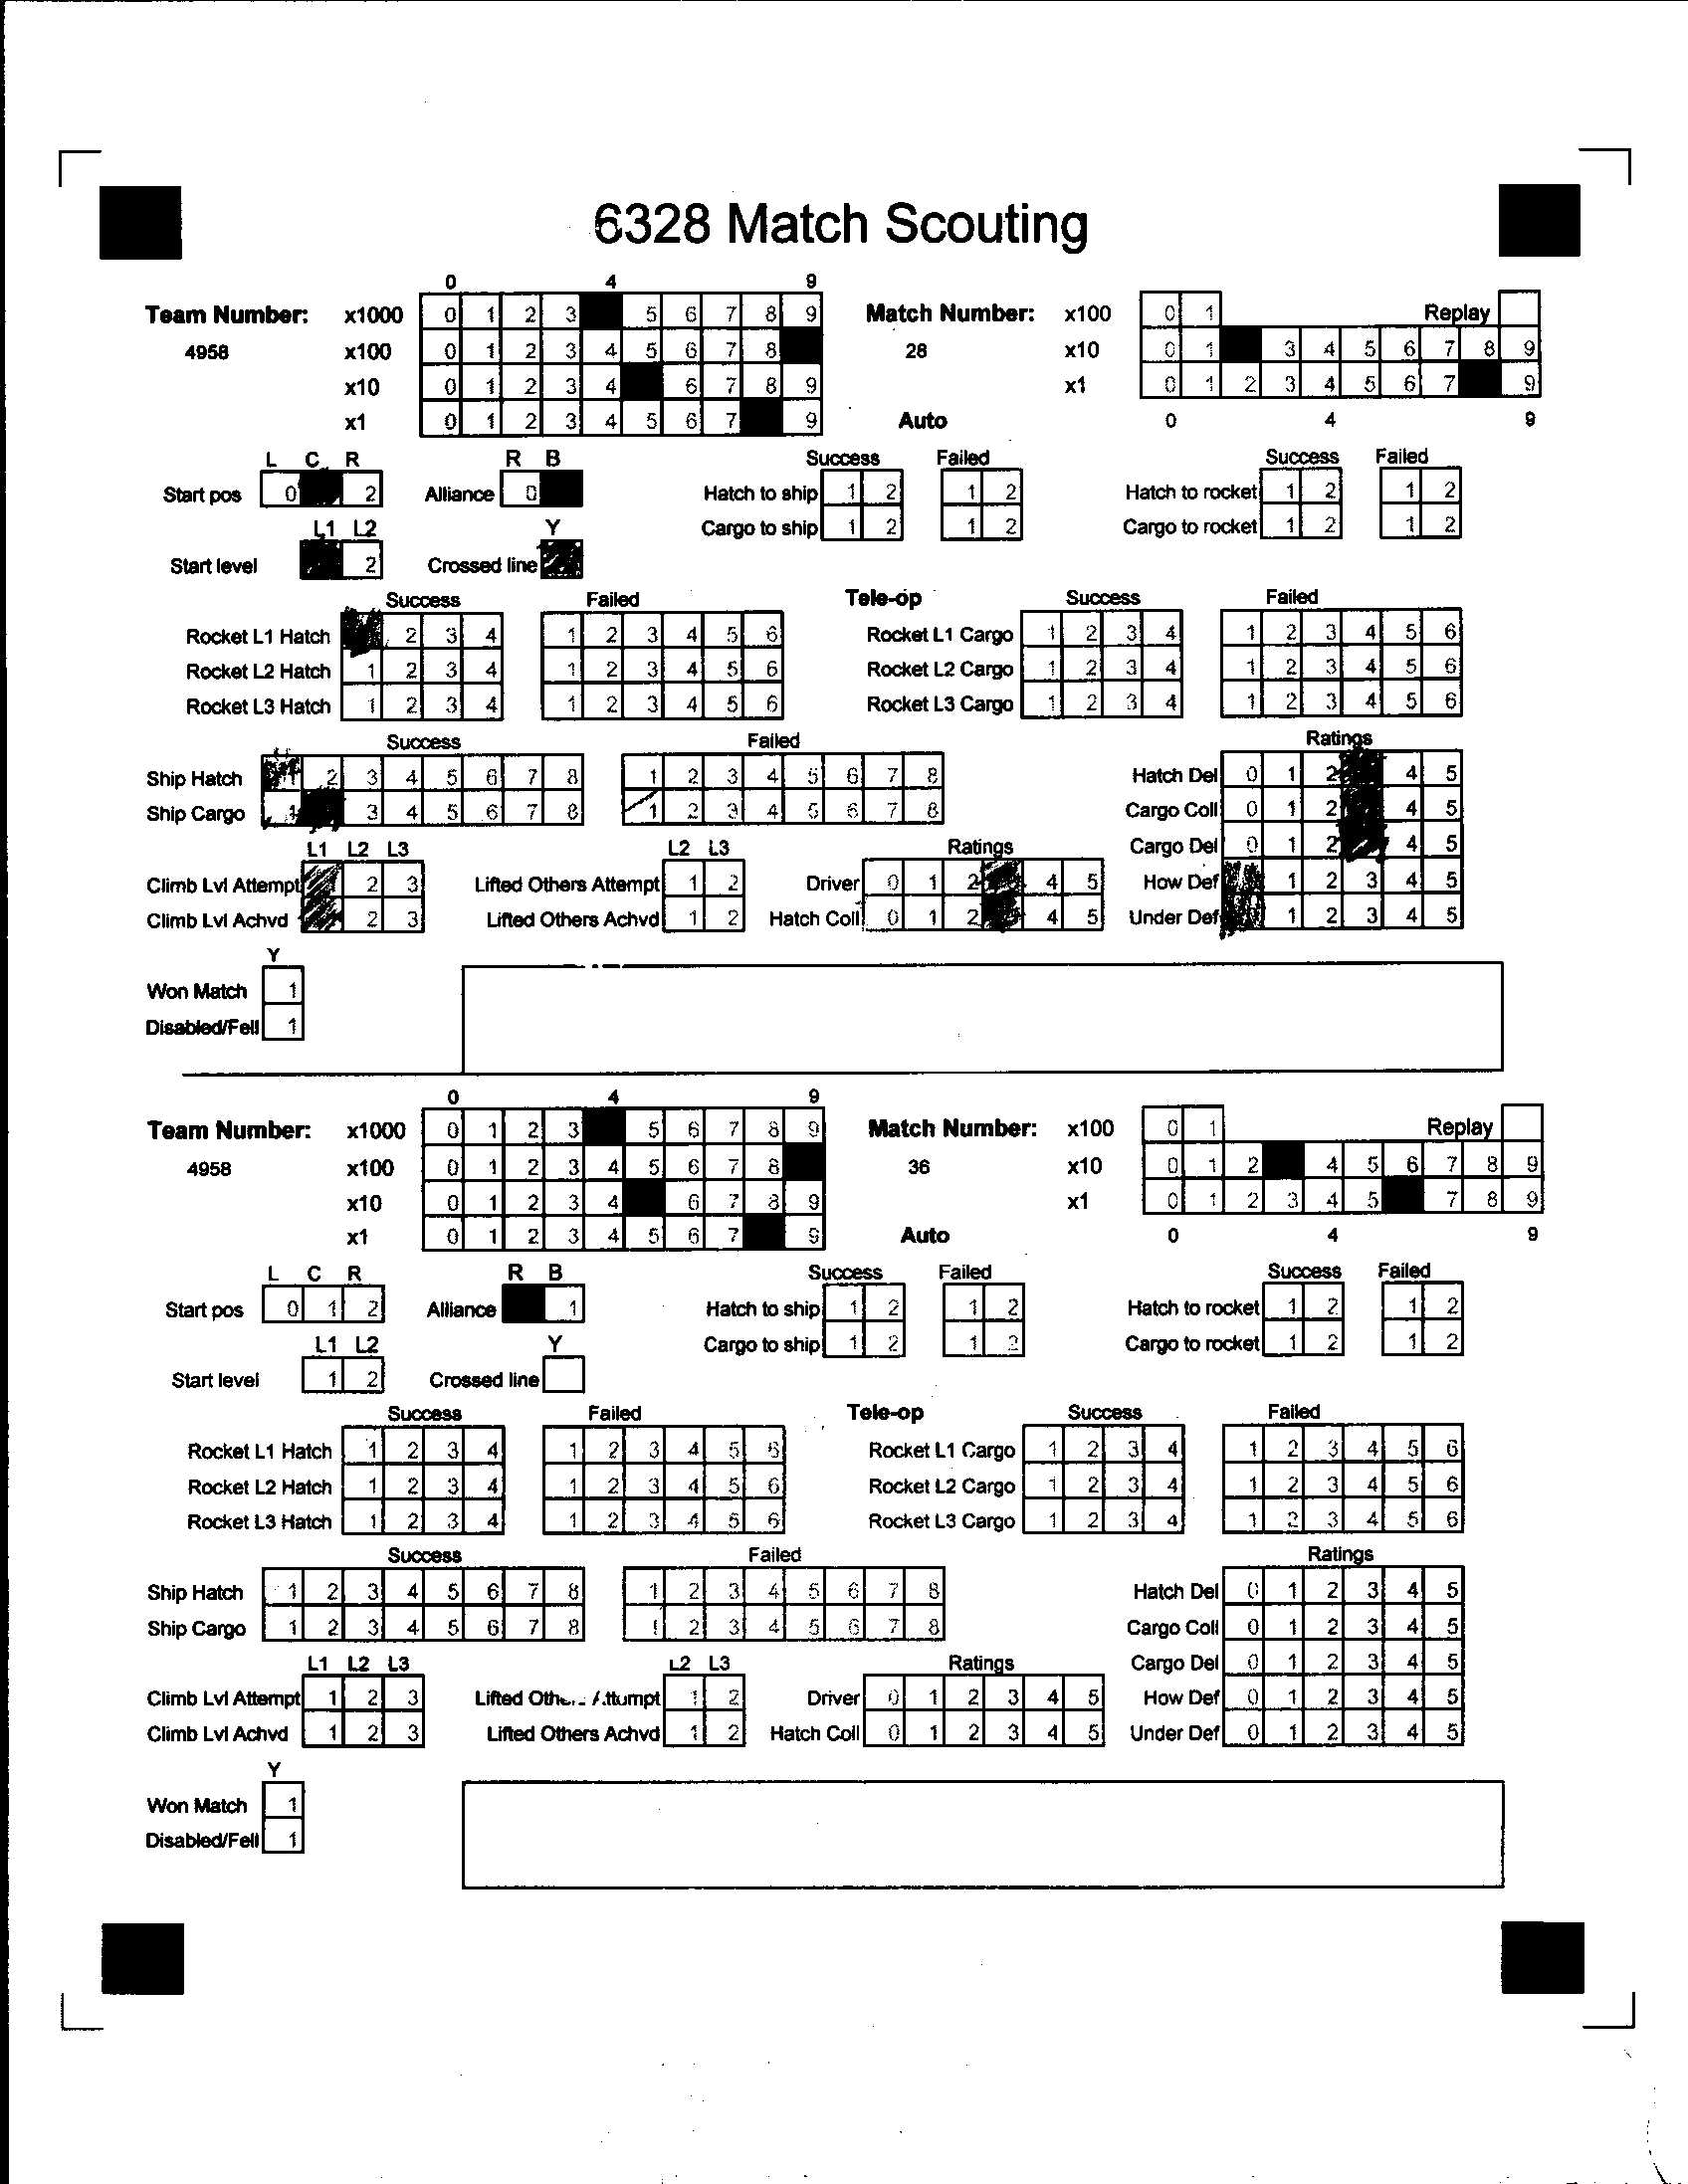 6328 Match Scouting
0 4 9
Team Number: x1000 0 1 2 3 5 6 7 8 9 Match Number: x100 0 1 Replay
4958 x100 0 1 2 3 4 5 6 7 8 28 x10 0 1 3 4 5 6 7 8 9
x10 0 1 2 3 4 6 7 8 9 x1 0 1 2 3 4 5 6 7 9
x1 0 1 2 3 4 5 6 7 9 Auto 0 4 9
L C R R B Success Failed Success Failed
Start pos 0 2 Alliance 0 Hatch to ship 1 2 1 2 Hatch to rocket 1 2 1 2
L1 L2 Y Cargo to ship 1 2 1 2 Cargo to rocket 1 2 1 2
Start level 2 Crossed line
Success Failed Tele-op Success Failed
Rocket L1 Hatch 2 3 4 1 2 3 4 5 6 Rocket L1 Cargo 1 2 3 4 1 2 3 4 5 6
Rocket L2 Hatch 1 2 3 4 1 2 3 4 5 6 Rocket L2 Cargo 1 2 3 4 1 2 3 4 5 6
Rocket L3 Hatch 1 2 3 4 1 2 3 4 5 6 Rocket L3 Cargo 1 2 3 4 1 2 3 4 5 6
Success Failed Ratings
Ship Hatch 1 2 3 4 5 6 7 8 1 2 3 4 5 6 7 8 Hatch Del 0 1 2 4 5
Ship Cargo 1 3 4 5 6 7 8 1 2 3 4 5 6 7 8 Cargo Coll 0 1 2 4 5
L1 L2 L3 L2 L3 Ratings Cargo Del 0 1 2 4 5
Climb Lvl Attempt 2 3 Lifted Others Attempt 1 2 Driver 0 1 2 4 5 How Def 1 2 3 4 5
Climb Lvl Achvd 2 3 Lifted Others Achvd 1 2 Hatch Coll 0 1 2 4 5 Under Def 1 2 3 4 5
Y
Won Match 1
Disabled/Fell 1
0 4 9
Team Number: x1000 0 1 2 3 5 6 7 8 9 Match Number: x100 0 1 Replay
4958 x100 0 1 2 3 4 5 6 7 8 36 x10 0 1 2 4 5 6 7 8 9
x10 0 1 2 3 4 6 7 8 9 x1 0 1 2 3 4 5 7 8 9
x1 0 1 2 3 4 5 6 7 9 Auto 0 4 9
L C R R B Success Failed Success Failed
Start pos 0 1 2 Alliance 1 Hatch to ship 1 2 1 2 Hatch to rocket 1 2 1 2
L1 L2 Y Cargo to ship 1 2 1 2 Cargo to rocket 1 2 1 2
Start level 1 2 Crossed line
Success Failed Tele-op Success Failed
Rocket L1 Hatch 1 2 3 4 1 2 3 4 5 6 Rocket L1 Cargo 1 2 3 4 1 2 3 4 5 6
Rocket L2 Hatch 1 2 3 4 1 2 3 4 5 6 Rocket L2 Cargo 1 2 3 4 1 2 3 4 5 6
Rocket L3 Hatch 1 2 3 4 1 2 3 4 5 6 Rocket L3 Cargo 1 2 3 4 1 2 3 4 5 6
Success Failed Ratings
Ship Hatch 1 2 3 4 5 6 7 8 1 2 3 4 5 6 7 8 Hatch Del 0 1 2 3 4 5
Ship Cargo 1 2 3 4 5 6 7 8 1 2 3 4 5 6 7 8 Cargo Coll 0 1 2 3 4 5
L1 L2 L3 L2 L3 Ratings Cargo Del 0 1 2 3 4 5
Climb Lvl Attempt 1 2 3 Lifted Others Attempt 1 2 Driver 0 1 2 3 4 5 How Def 0 1 2 3 4 5
Climb Lvl Achvd 1 2 3 Lifted Others Achvd 1 2 Hatch Coll 0 1 2 3 4 5 Under Def 0 1 2 3 4 5
Y
Won Match 1
Disabled/Fell 1